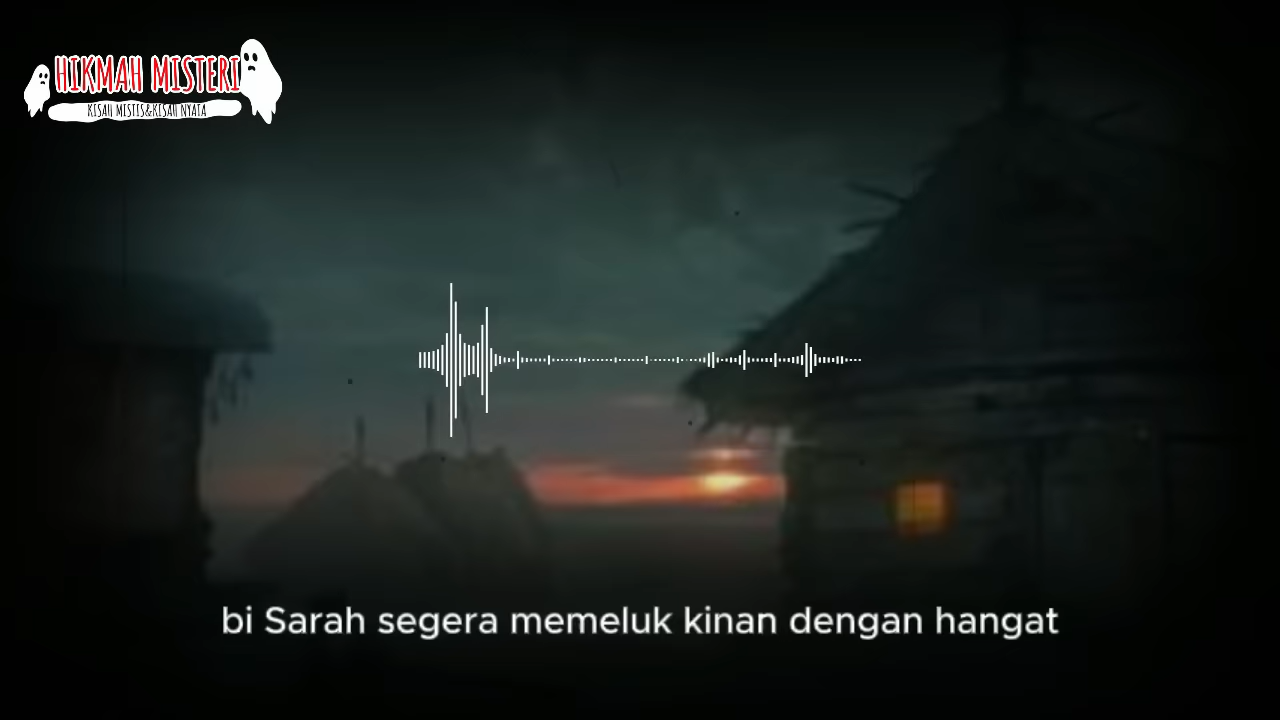 HIKMAH MISTERI
KISAH MISTIS&KISAH NYATA
bi Sarah segera memeluk kinan dengan hangat